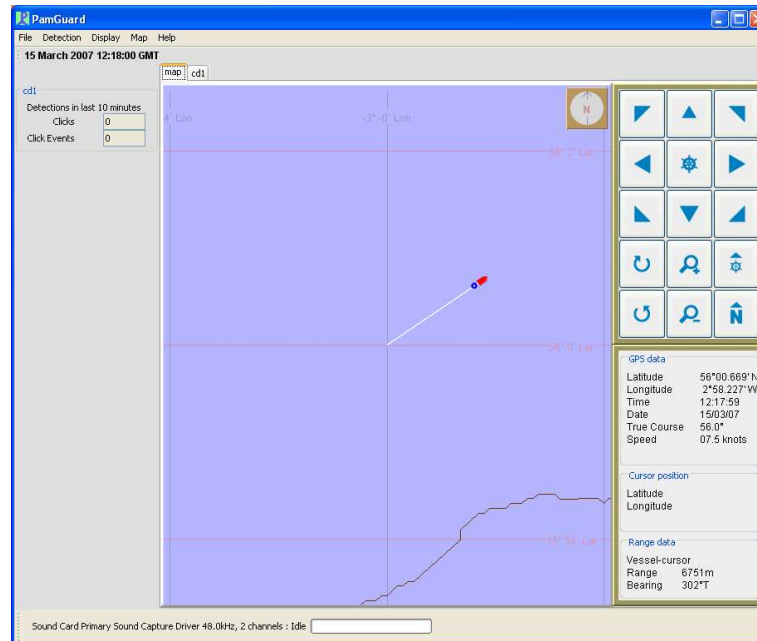 PamGuard
File Detection Display Map Help
15 March 2007 12:18:00 GMT
map cd1
cd1
Detections in last 10 minutes
Clicks 0
Click Events 0
4' Lon -3°-0' Lon
N
56° 2' Lat
56° 0' Lat
55° 58' Lat
N
GPS data
Latitude 56°00.669' N
Longitude 2°58.227' W
Time 12:17:59
Date 15/03/07
True Course 56.0°
Speed 07.5 knots
Cursor position
Latitude
Longitude
Range data
Vessel-cursor
Range 6751m
Bearing 302°T
Sound Card Primary Sound Capture Driver 48.0kHz, 2 channels : Idle